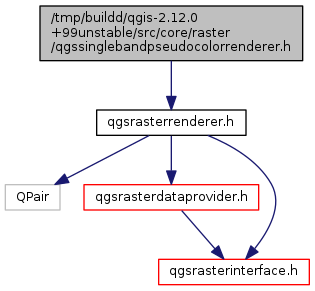 /tmp/buildd/qgis-2.12.0
+99unstable/src/core/raster
/qgssinglebandpseudocolorrenderer.h
qgsrasterrenderer.h
QPair
qgsrasterdataprovider.h
qgsrasterinterface.h